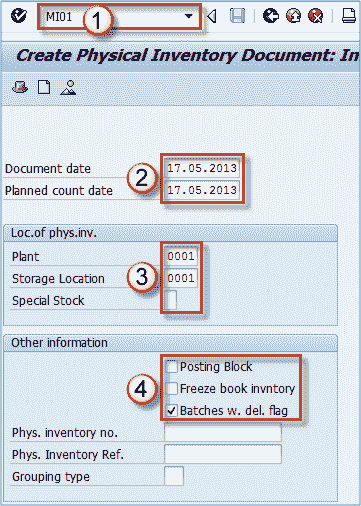 MI01
1
Create Physical Inventory Document: In
Document date 17.05.2013
2
Planned count date 17.05.2013
Loc.of phys.inv.
Plant 0001
3
Storage Location 0001
Special Stock
Other information
Posting Block
4
Freeze book invntory
Batches w. del. flag
Phys. inventory no.
Phys. Inventory Ref.
Grouping type